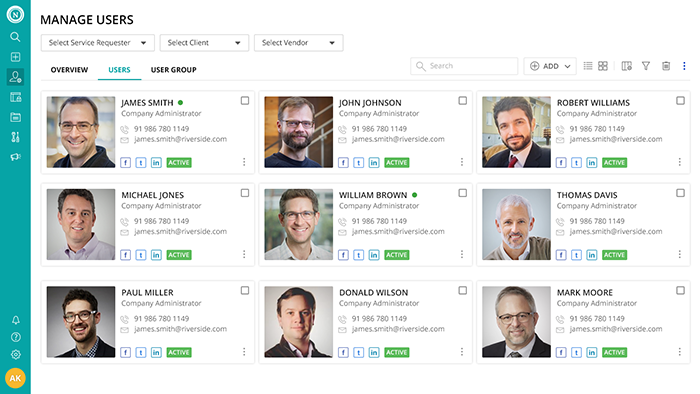 N
MANAGE USERS
Select Service Requester
Select Client
Select Vendor
OVERVIEW
USERS
USER GROUP
Search
ADD
JAMES SMITH
Company Administrator
91 986 780 1149
james.smith@riverside.com
f t in ACTIVE
JOHN JOHNSON
Company Administrator
91 986 780 1149
james.smith@riverside.com
f t in ACTIVE
ROBERT WILLIAMS
Company Administrator
91 986 780 1149
james.smith@riverside.com
f t in ACTIVE
MICHAEL JONES
Company Administrator
91 986 780 1149
james.smith@riverside.com
f t in ACTIVE
WILLIAM BROWN
Company Administrator
91 986 780 1149
james.smith@riverside.com
f t in ACTIVE
THOMAS DAVIS
Company Administrator
91 986 780 1149
james.smith@riverside.com
f t in ACTIVE
PAUL MILLER
Company Administrator
91 986 780 1149
james.smith@riverside.com
f t in ACTIVE
DONALD WILSON
Company Administrator
91 986 780 1149
james.smith@riverside.com
f t in ACTIVE
MARK MOORE
Company Administrator
91 986 780 1149
james.smith@riverside.com
f t in ACTIVE
AK